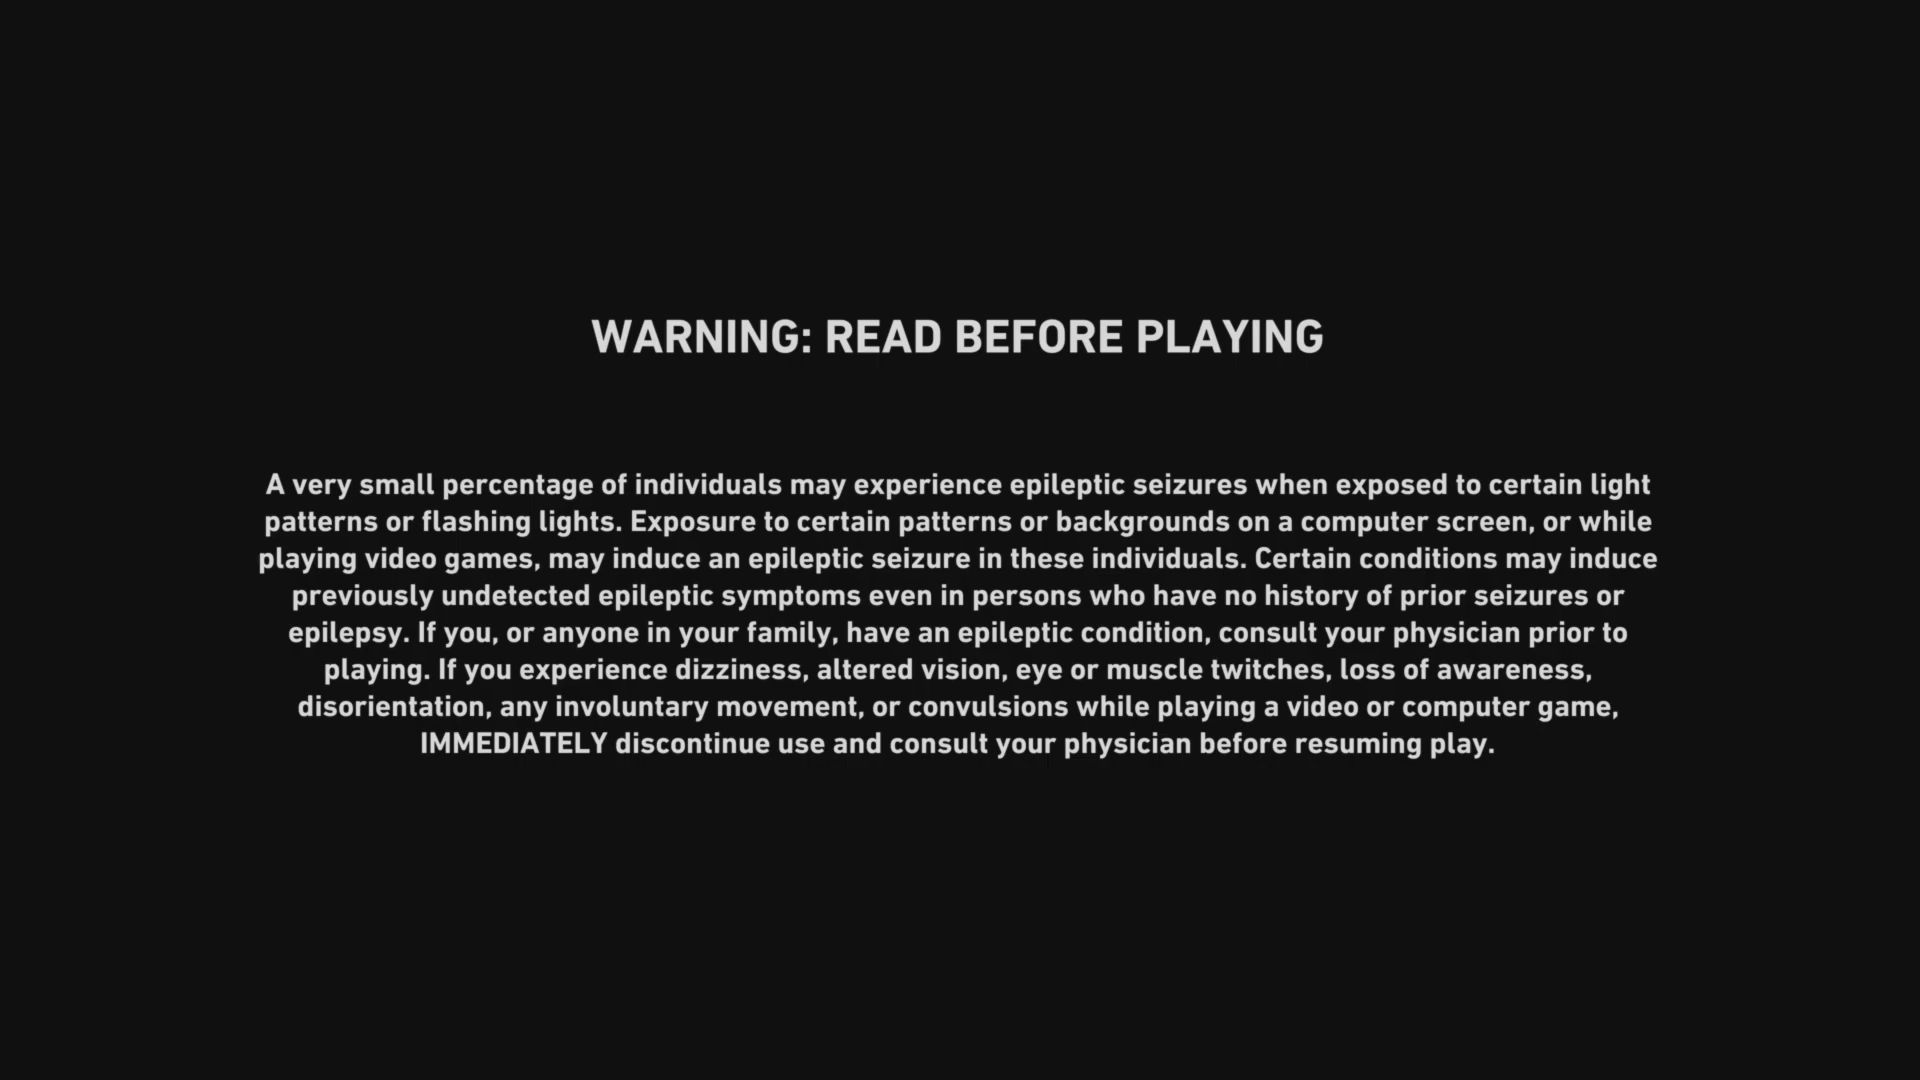 WARNING: READ BEFORE PLAYING
A very small percentage of individuals may experience epileptic seizures when exposed to certain light
patterns or flashing lights. Exposure to certain patterns or backgrounds on a computer screen, or while
playing video games, may induce an epileptic seizure in these individuals. Certain conditions may induce
previously undetected epileptic symptoms even in persons who have no history of prior seizures or
epilepsy. If you, or anyone in your family, have an epileptic condition, consult your physician prior to
playing. If you experience dizziness, altered vision, eye or muscle twitches, loss of awareness,
disorientation, any involuntary movement, or convulsions while playing a video or computer game,
IMMEDIATELY discontinue use and consult your physician before resuming play.